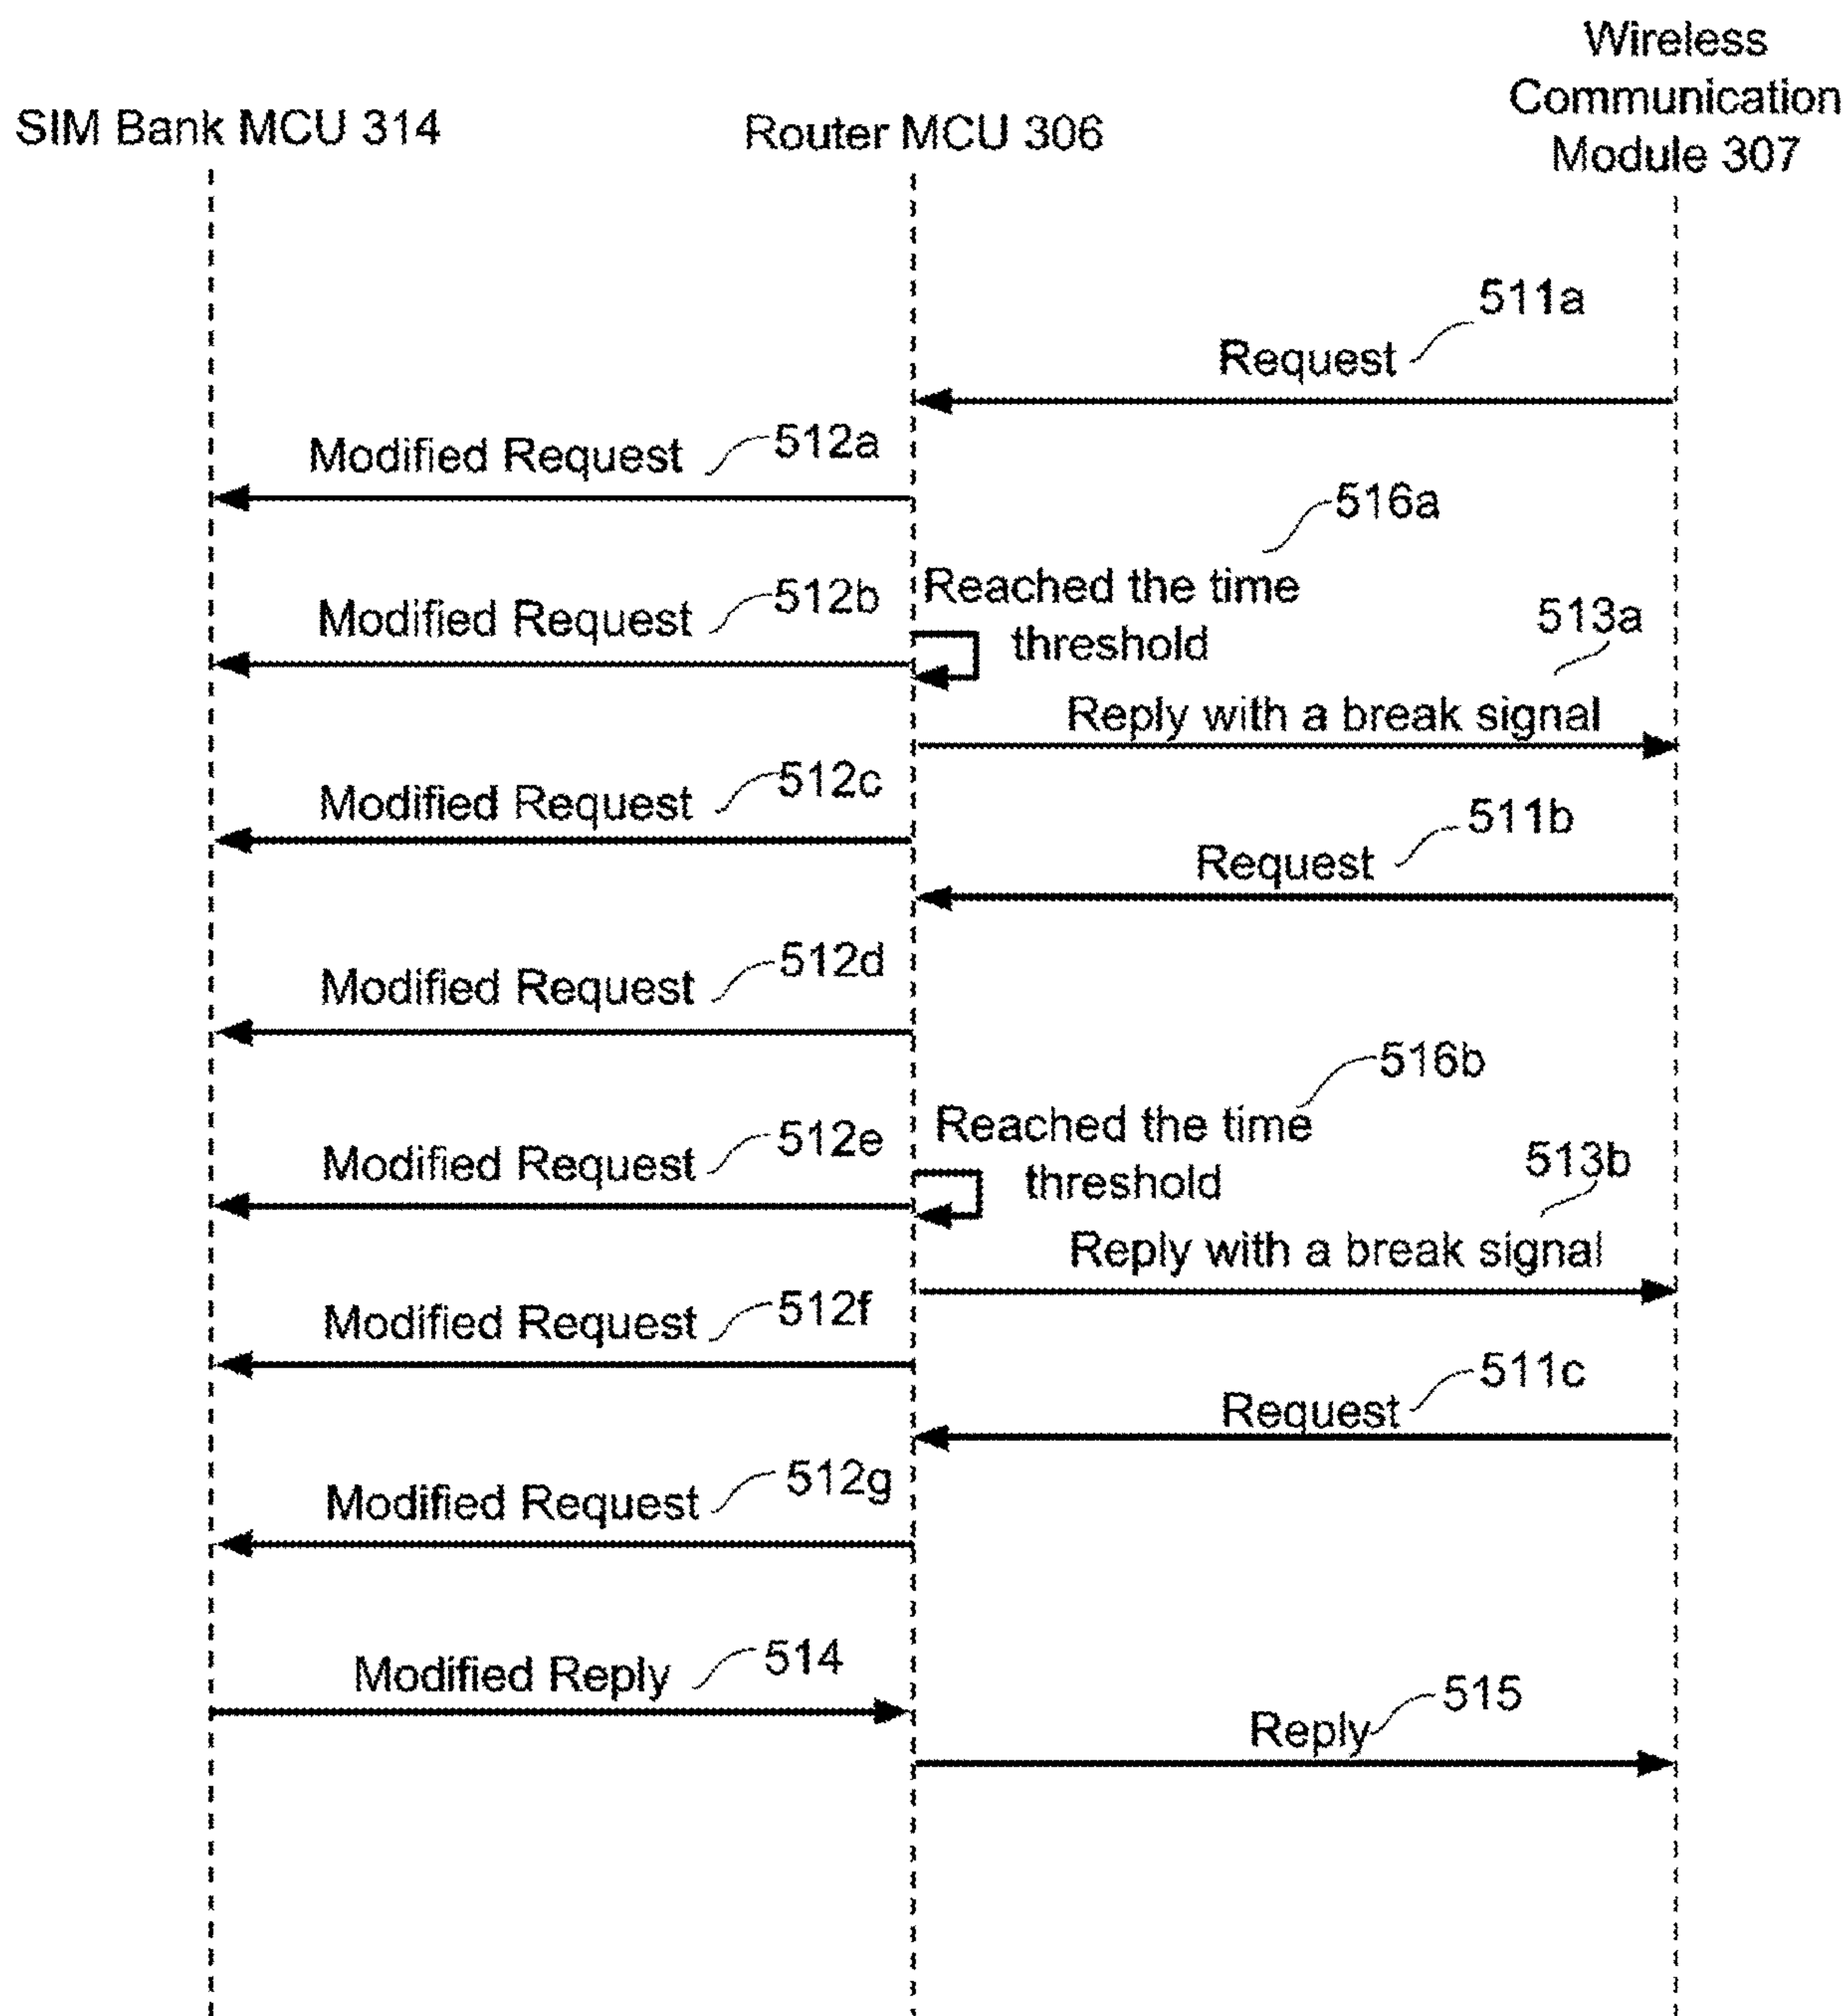 SIM Bank MCU 314
Router MCU 306
Wireless
Communication
Module 307
511a
Request
512a
Modified Request
516a
Reached the time
threshold
512b
Modified Request
513a
Reply with a break signal
512c
Modified Request
511b
Request
512d
Modified Request
516b
Reached the time
threshold
512e
Modified Request
513b
Reply with a break signal
512f
Modified Request
511c
Request
512g
Modified Request
514
Modified Reply
515
Reply